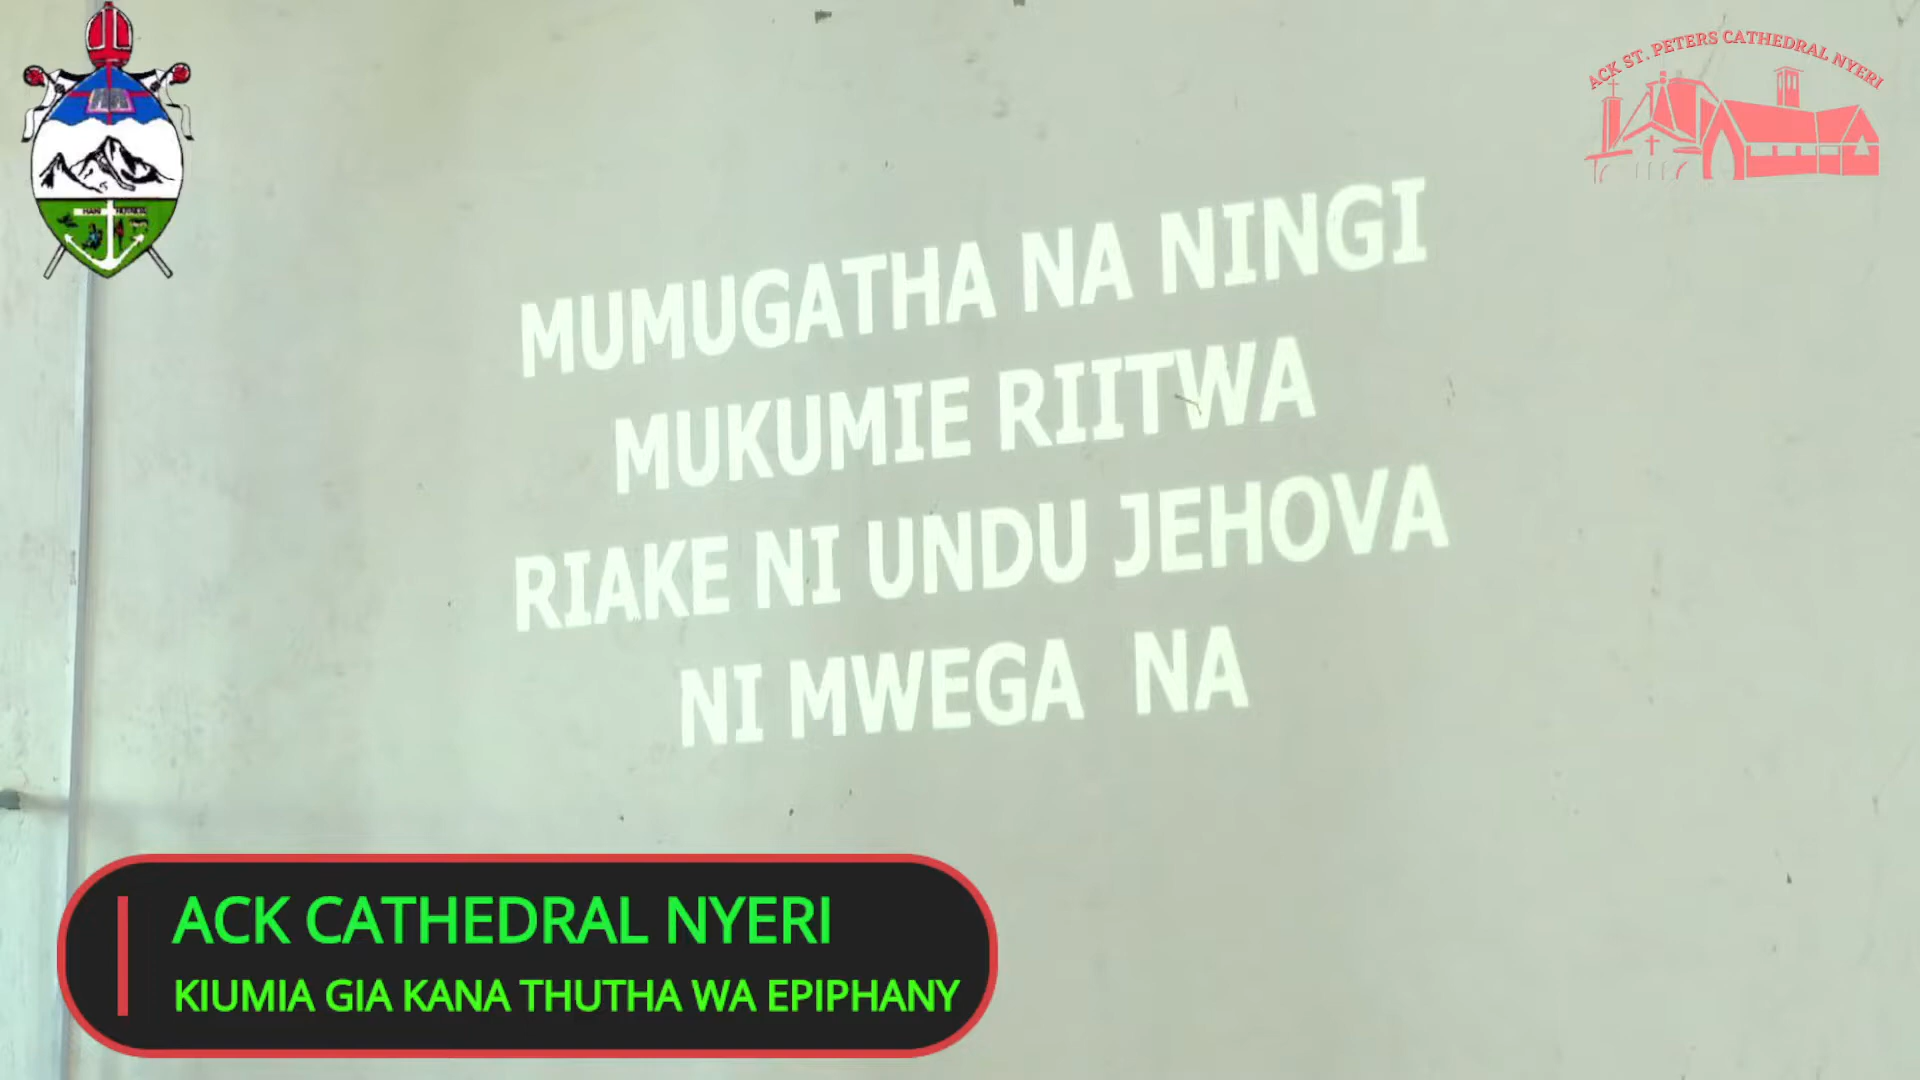 ACK ST. PETERS CATHEDRAL NYERI
MUMUGATHA NA NINGI
MUKUMIE RIITWA
RIAKE NI UNDU JEHOVA
NI MWEGA NA
ACK CATHEDRAL NYERI
KIUMIA GIA KANA THUTHA WA EPIPHANY